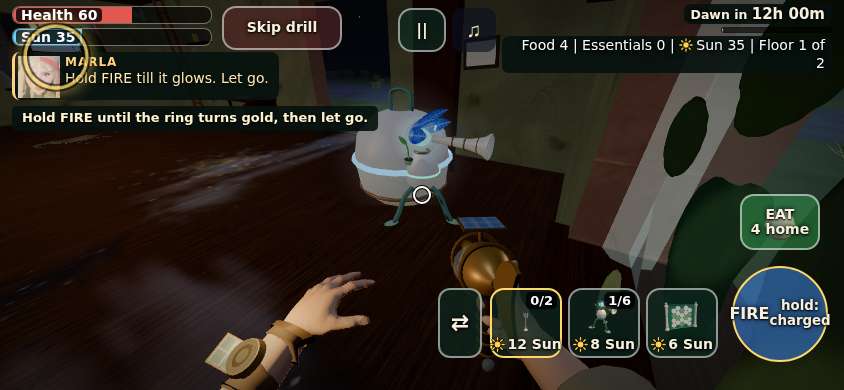 Health 60
Sun 35
Skip drill
Dawn in 12h 00m
Food 4 | Essentials 0 | Sun 35 | Floor 1 of
2
MARLA
Hold FIRE till it glows. Let go.
Hold FIRE until the ring turns gold, then let go.
EAT
4 home
FIRE hold:
charged
0/2
12 Sun
1/6
8 Sun
6 Sun